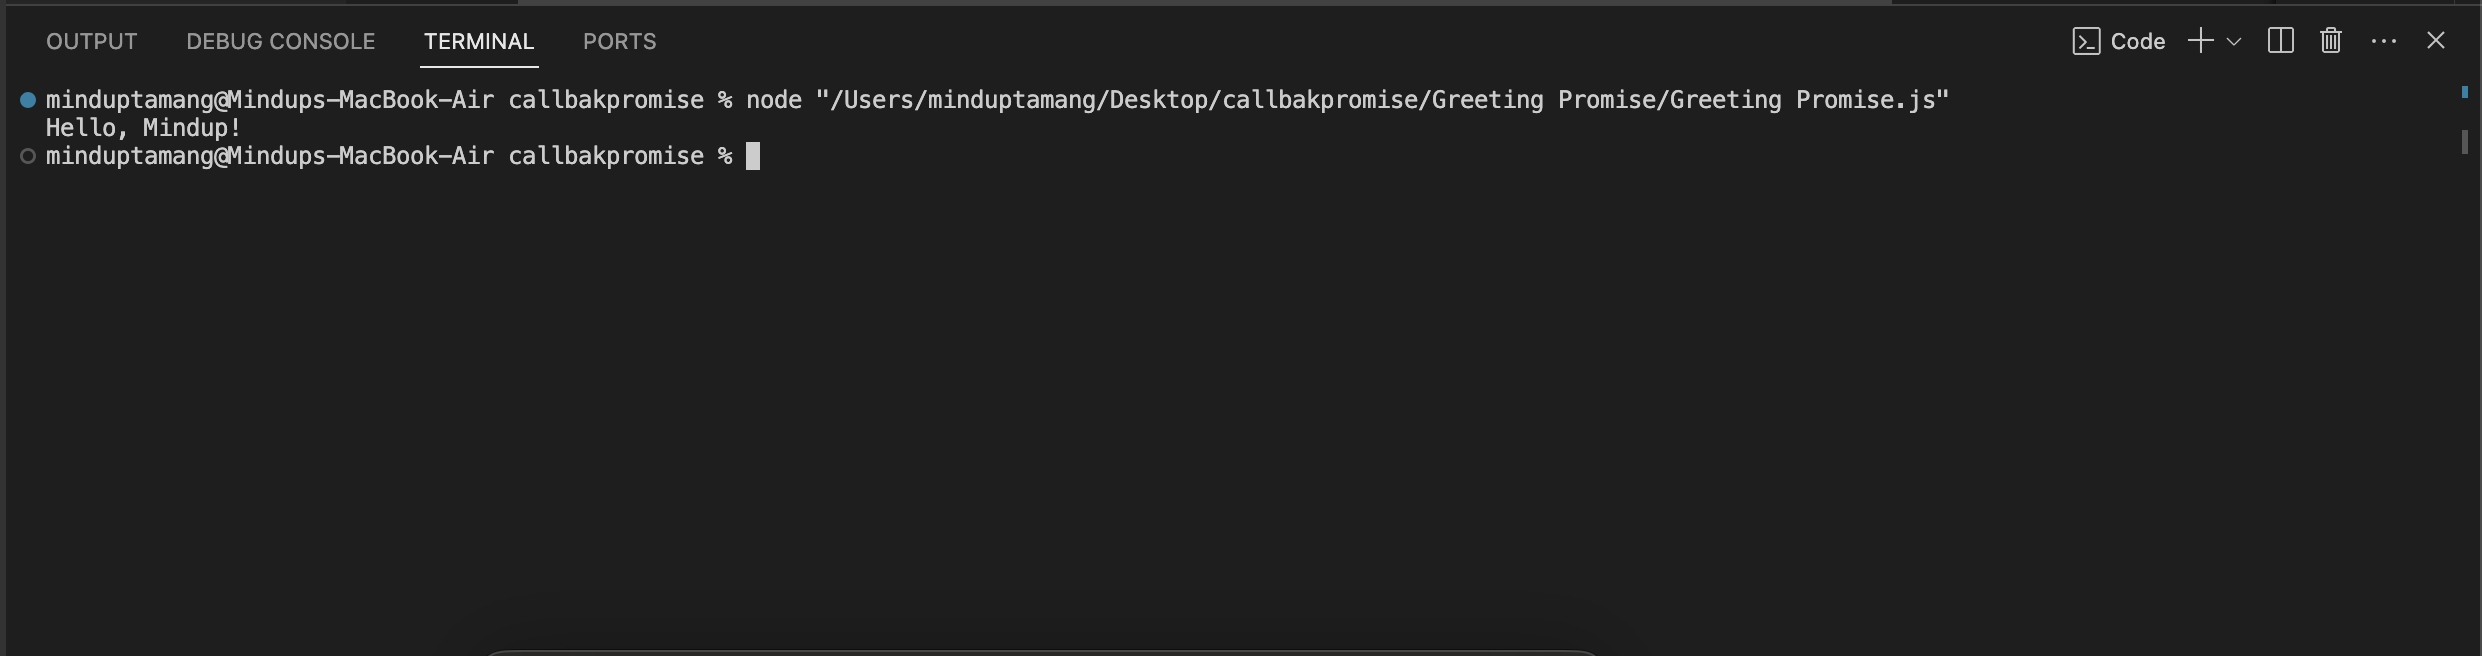 OUTPUT DEBUG CONSOLE TERMINAL PORTS Code
minduptamang@Mindups-MacBook-Air callbakpromise % node "/Users/minduptamang/Desktop/callbakpromise/Greeting Promise/Greeting Promise.js"
Hello, Mindup!
minduptamang@Mindups-MacBook-Air callbakpromise %